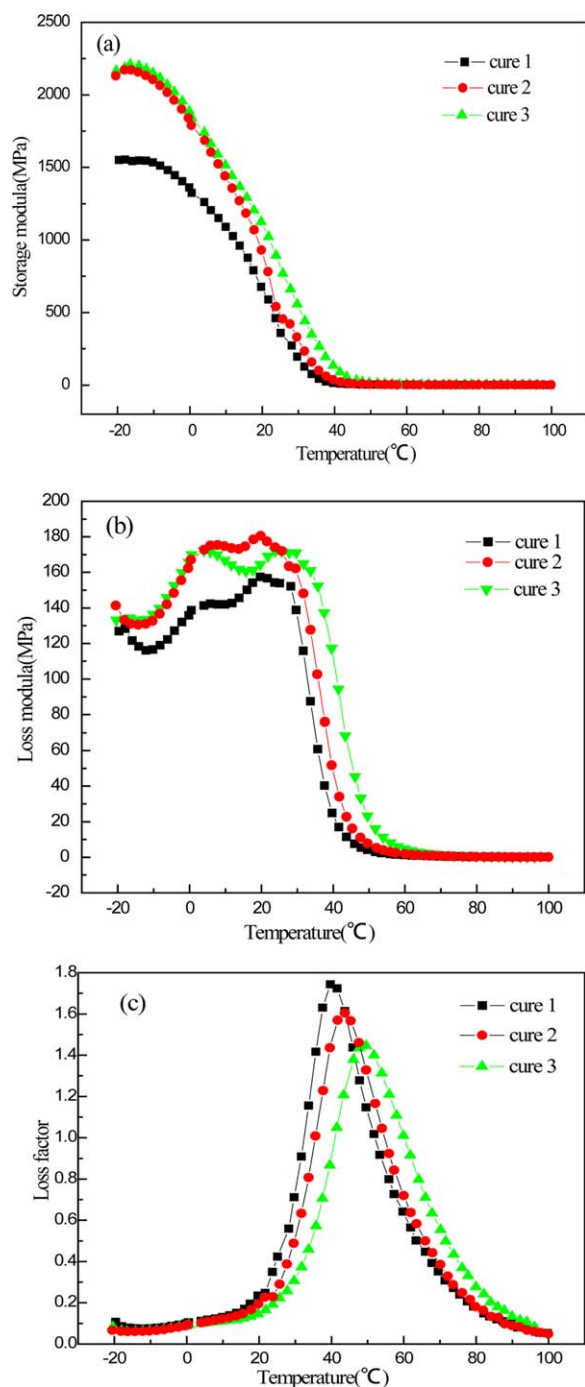 (a)
cure 1
cure 2
cure 3
2500
2000
1500
1000
500
0
Storage modula(MPa)
-20 0 20 40 60 80 100
Temperature(℃)
(b)
cure 1
cure 2
cure 3
200
180
160
140
120
100
80
60
40
20
0
20
Loss modula(MPa)
-20 0 20 40 60 80 100
Temperature(℃)
(c)
cure 1
cure 2
cure 3
1.8
1.6
1.4
1.2
1.0
0.8
0.6
0.4
0.2
0.0
Loss factor
-20 0 20 40 60 80 100
Temperature(℃)